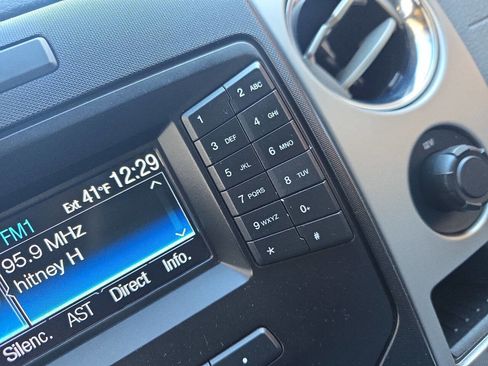 Ext 41°F 12:29
FM1
95.9 MHz
hitney H
Silenc. AST Direct Info.
1 2 ABC
3 DEF 4 GHI
5 JKL 6 MNO
7 PQRS 8 TUV
9 WXYZ 0+
* #